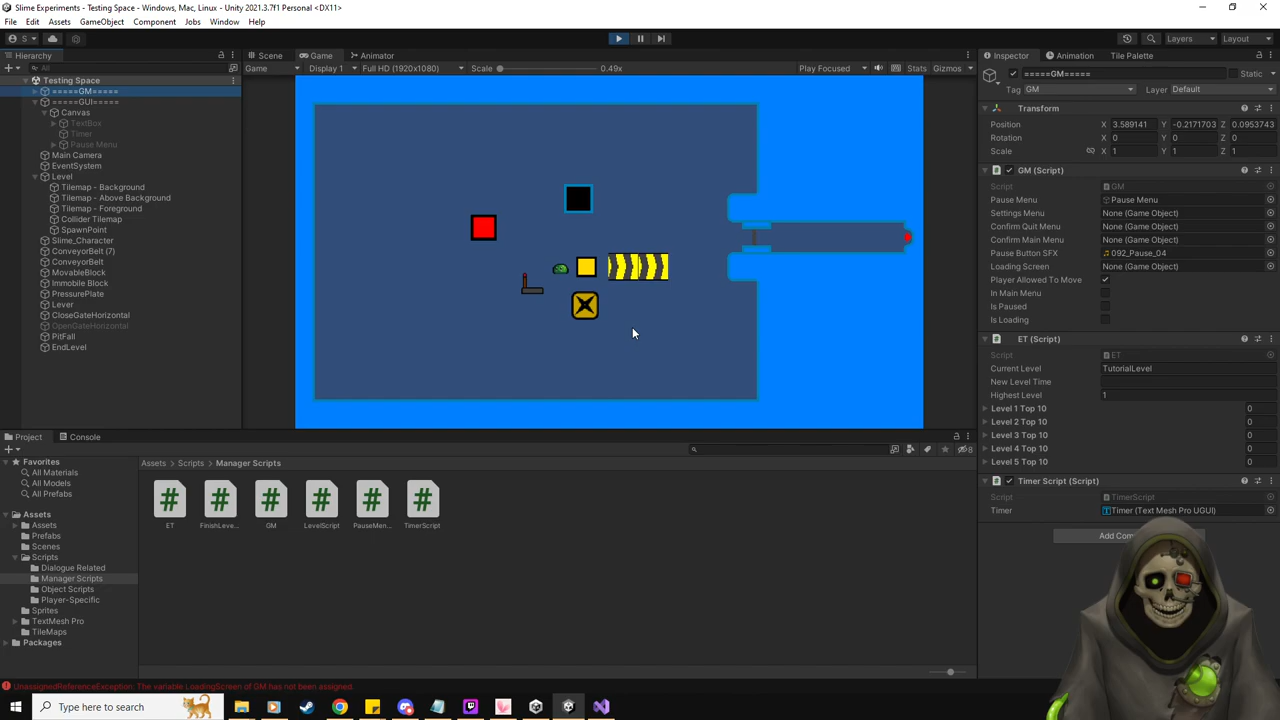 Slime Experiments - Testing Space - Windows, Mac, Linux - Unity 2021.3.7f1 Personal <DX11>
File Edit Assets GameObject Component Jobs Window Help
S Layers Layout
Hierarchy Scene Game Animator Inspector Animation Tile Palette
All Game Display 1 Full HD (1920x1080) Scale 0.49x Play Focused Stats Gizmos
=====GM===== Static
Tag GM Layer Default
Testing Space
=====GM=====
=====GUI=====
Canvas
TextBox
Timer
Pause Menu
Main Camera
EventSystem
Level
Tilemap - Background
Tilemap - Above Background
Tilemap - Foreground
Collider Tilemap
SpawnPoint
Slime_Character
ConveyorBelt (7)
ConveyorBelt
MovableBlock
Immobile Block
PressurePlate
Lever
CloseGateHorizontal
OpenGateHorizontal
PitFall
EndLevel
Transform
Position X 3.589141 Y -0.2171703 Z 0.0953743
Rotation X 0 Y 0 Z 0
Scale X 1 Y 1 Z 1
GM (Script)
Script GM
Pause Menu Pause Menu
Settings Menu None (Game Object)
Confirm Quit Menu None (Game Object)
Confirm Main Menu None (Game Object)
Pause Button SFX 092_Pause_04
Loading Screen None (Game Object)
Player Allowed To Move
In Main Menu
Is Paused
Is Loading
ET (Script)
Script ET
Current Level TutorialLevel
New Level Time
Highest Level 1
Level 1 Top 10 0
Level 2 Top 10 0
Level 3 Top 10 0
Level 4 Top 10 0
Level 5 Top 10 0
Timer Script (Script)
Script TimerScript
Timer Timer (Text Mesh Pro UGUI)
Project Console
8
Favorites
All Materials
All Models
All Prefabs
Assets
Assets
Prefabs
Scenes
Scripts
Dialogue Related
Manager Scripts
Object Scripts
Player-Specific
Sprites
TextMesh Pro
TileMaps
Packages
Assets Scripts Manager Scripts
ET FinishLeve... GM LevelScript PauseMen... TimerScript
UnassignedReferenceException: The variable LoadingScreen of GM has not been assigned.
Type here to search